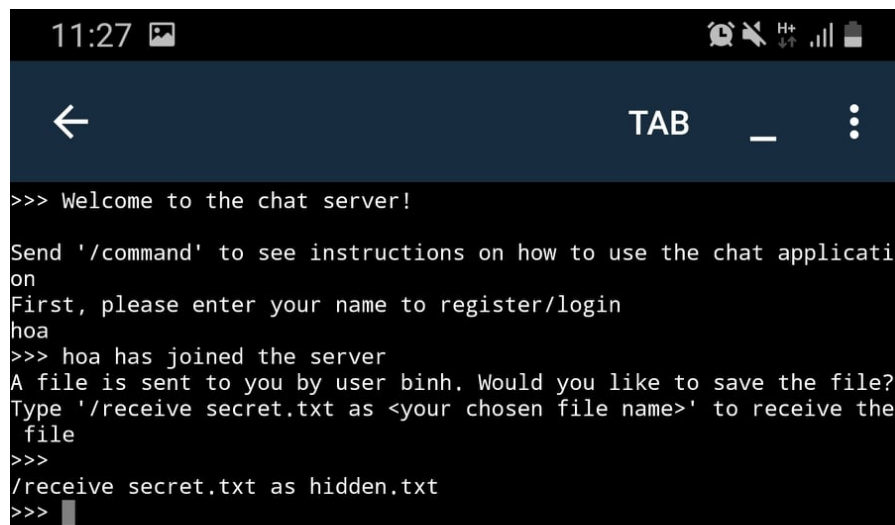 11:27
H+
TAB
>>> Welcome to the chat server!
Send '/command' to see instructions on how to use the chat applicati
on
First, please enter your name to register/login
hoa
>>> hoa has joined the server
A file is sent to you by user binh. Would you like to save the file?
Type '/receive secret.txt as <your chosen file name>' to receive the
 file
>>>
/receive secret.txt as hidden.txt
>>>